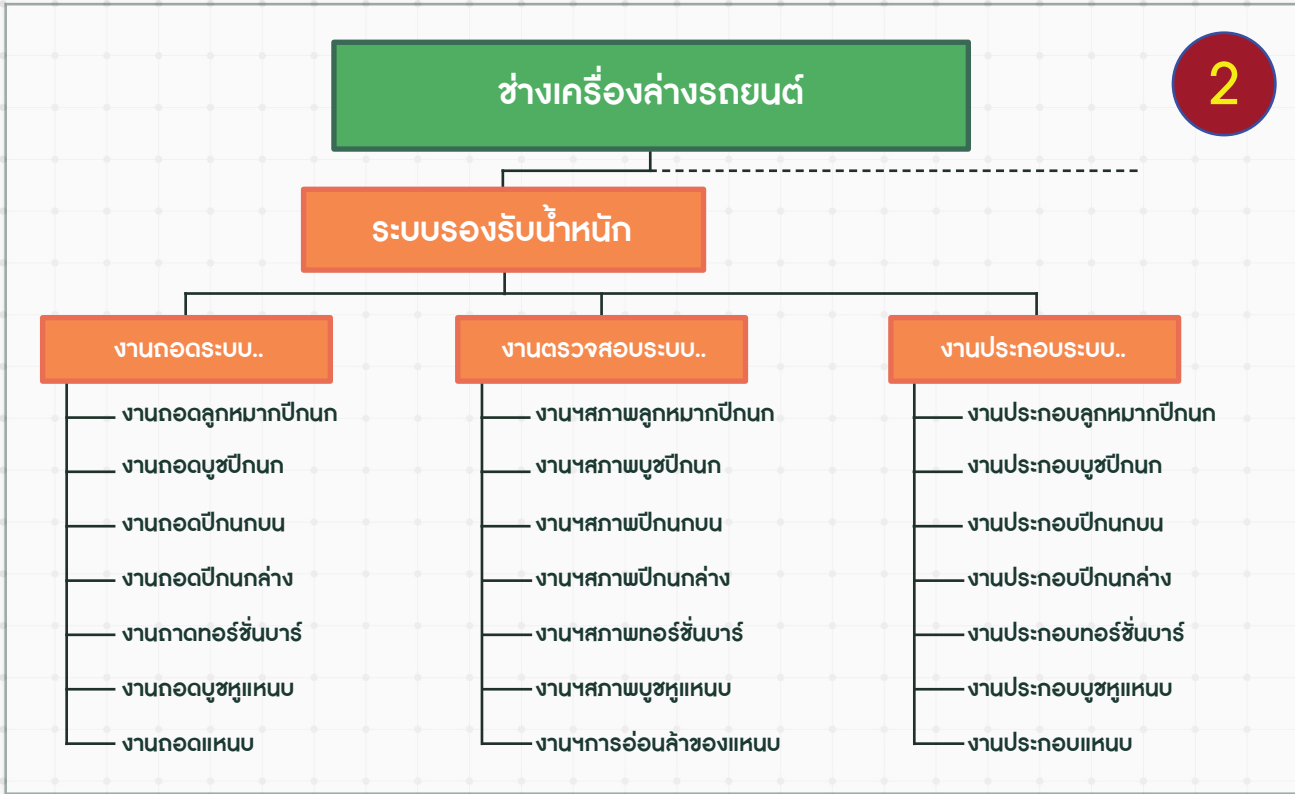 ช่างเครื่องล่างรถยนต์
2
ระบบรองรับน้ำหนัก
งานถอดระบบ..
งานถอดลูกหมากปีกนก
งานถอดบูชปีกนก
งานถอดปีกนกบน
งานถอดปีกนกล่าง
งานถาดทอร์ชั่นบาร์
งานถอดบูชหูแหนบ
งานถอดแหนบ
งานตรวจสอบระบบ..
งานฯสภาพลูกหมากปีกนก
งานฯสภาพบูชปีกนก
งานฯสภาพปีกนกบน
งานฯสภาพปีกนกล่าง
งานฯสภาพทอร์ชั่นบาร์
งานฯสภาพบูชหูแหนบ
งานฯการอ่อนล้าของแหนบ
งานประกอบระบบ..
งานประกอบลูกหมากปีกนก
งานประกอบบูชปีกนก
งานประกอบปีกนกบน
งานประกอบปีกนกล่าง
งานประกอบทอร์ชั่นบาร์
งานประกอบบูชหูแหนบ
งานประกอบแหนบ